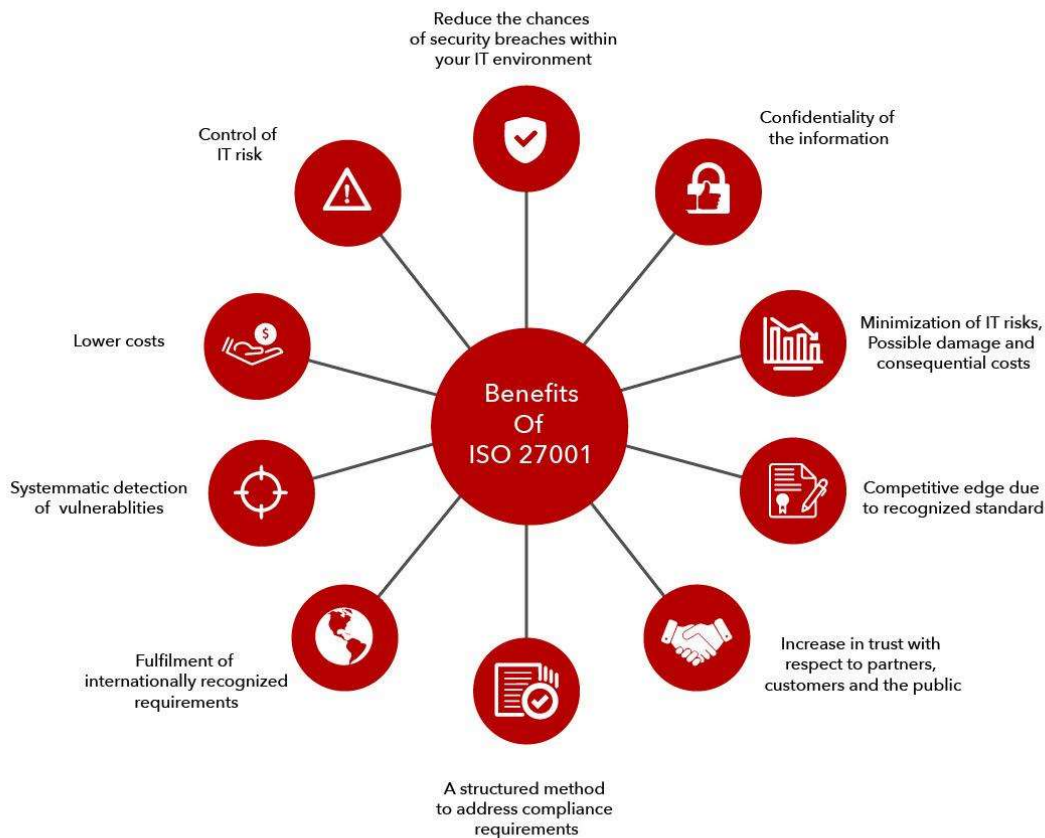 Reduce the chances
of security breaches within
your IT environment
Confidentiality of
the information
Control of
IT risk
Lower costs
Minimization of IT risks,
Possible damage and
consequential costs
Benefits
Of
ISO 27001
Systemmatic detection
of vulnerablities
Competitive edge due
to recognized standard
Fulfilment of
internationally recognized
requirements
Increase in trust with
respect to partners,
customers and the public
A structured method
to address compliance
requirements